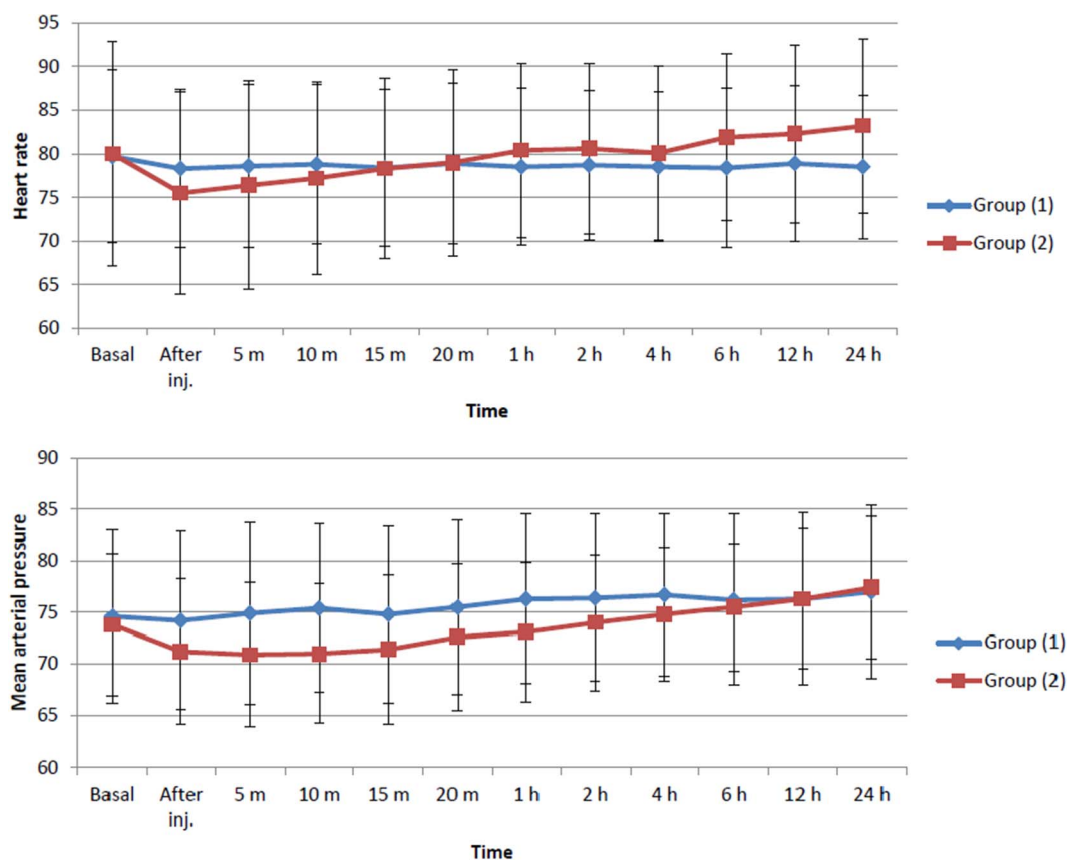 95
90
85
80
75
70
65
60
Heart rate
Basal
After inj.
5 m
10 m
15 m
20 m
1 h
2 h
4 h
6 h
12 h
24 h
Time
Group (1)
Group (2)
90
85
80
75
70
65
60
Mean arterial pressure
Basal
After inj.
5 m
10 m
15 m
20 m
1 h
2 h
4 h
6 h
12 h
24 h
Time
Group (1)
Group (2)